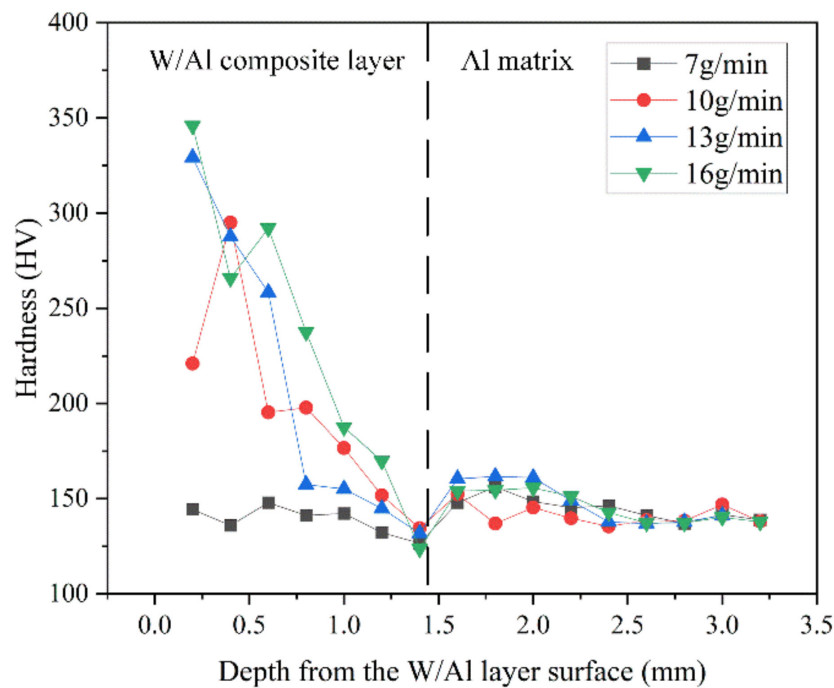 400
350
300
250
200
150
100
Hardness (HV)
W/Al composite layer
Al matrix
7g/min
10g/min
13g/min
16g/min
0.0 0.5 1.0 1.5 2.0 2.5 3.0 3.5
Depth from the W/Al layer surface (mm)